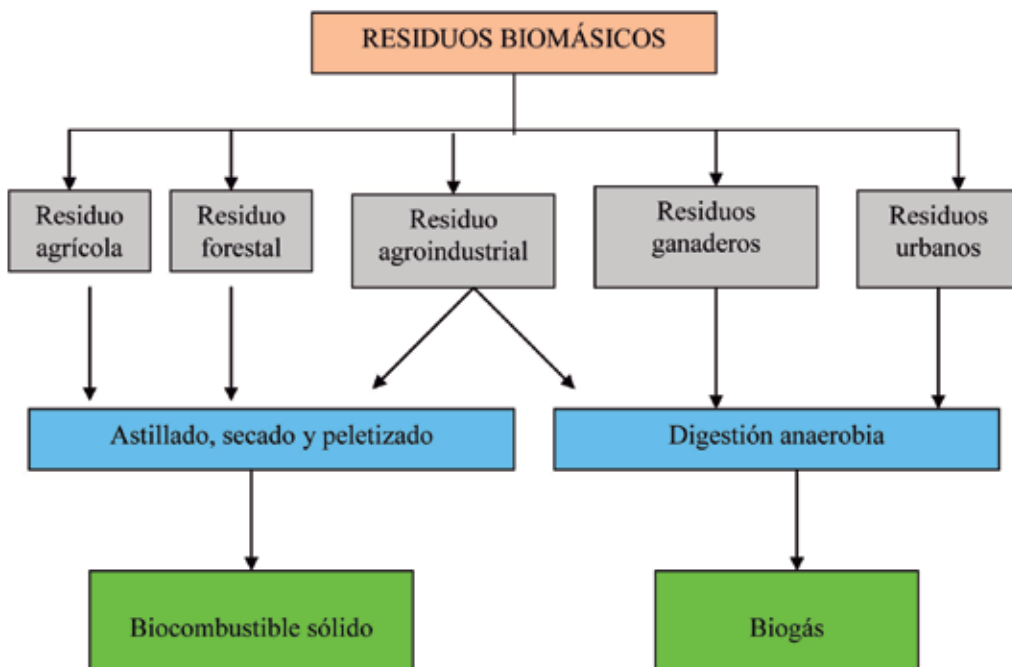 RESIDUOS BIOMÁSICOS
Residuo
agrícola
Residuo
forestal
Residuo
agroindustrial
Residuos
ganaderos
Residuos
urbanos
Astillado, secado y peletizado
Digestión anaerobia
Biocombustible sólido
Biogás